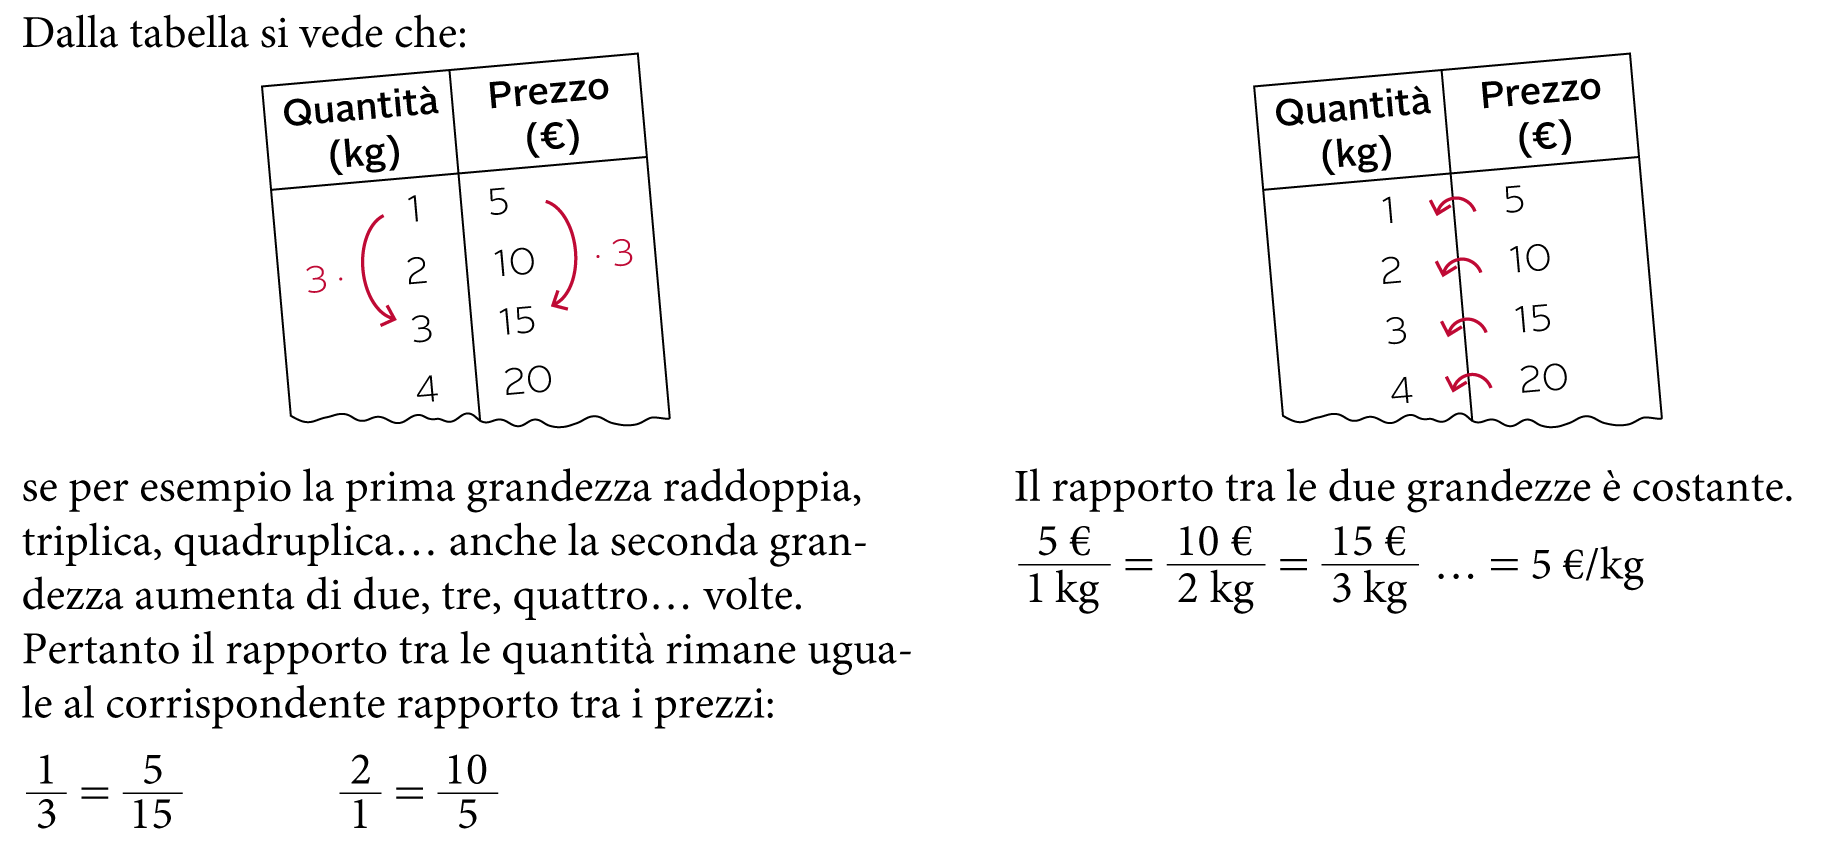 Dalla tabella si vede che:
Quantità (kg) Prezzo (€)
1 5
2 10
3 15
4 20
3 · · 3
se per esempio la prima grandezza raddoppia,
triplica, quadruplica… anche la seconda gran-
dezza aumenta di due, tre, quattro… volte.
Pertanto il rapporto tra le quantità rimane ugua-
le al corrispondente rapporto tra i prezzi:
1/3 = 5/15 2/1 = 10/5
Quantità (kg) Prezzo (€)
1 5
2 10
3 15
4 20
Il rapporto tra le due grandezze è costante.
5 €/1 kg = 10 €/2 kg = 15 €/3 kg … = 5 €/kg